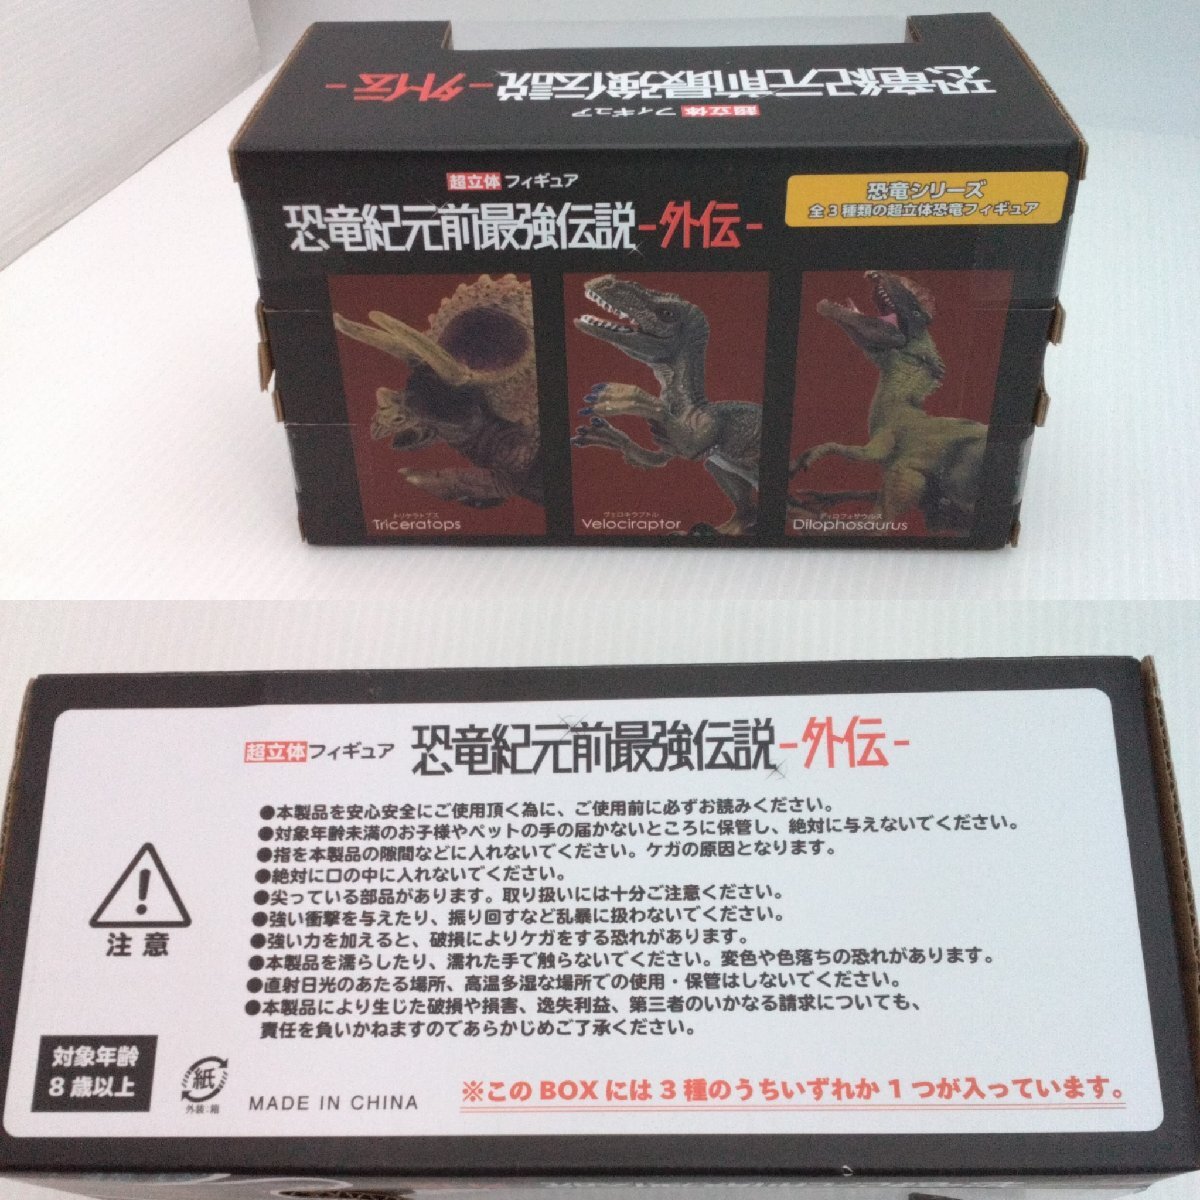 恐竜紀元前最強伝説-外伝-
超立体 フィギュア
超立体 フィギュア
恐竜紀元前最強伝説-外伝-
恐竜シリーズ
全3種類の超立体恐竜フィギュア
トリケラトプス
Triceratops
ヴェロキラプトル
Velociraptor
ディロフォサウルス
Dilophosaurus
超立体フィギュア 恐竜紀元前最強伝説-外伝-
●本製品を安心安全にご使用頂く為に、ご使用前に必ずお読みください。
●対象年齢未満のお子様やペットの手の届かないところに保管し、絶対に与えないでください。
●指を本製品の隙間などに入れないでください。ケガの原因となります。
●絶対に口の中に入れないでください。
●尖っている部品があります。取り扱いには十分ご注意ください。
●強い衝撃を与えたり、振り回すなど乱暴に扱わないでください。
●強い力を加えると、破損によりケガをする恐れがあります。
●本製品を濡らしたり、濡れた手で触らないでください。変色や色落ちの恐れがあります。
●直射日光のあたる場所、高温多湿な場所での使用・保管はしないでください。
●本製品により生じた破損や損害、逸失利益、第三者のいかなる請求についても、
責任を負いかねますのであらかじめご了承ください。
注意
対象年齢
8歳以上
紙
外装:箱
MADE IN CHINA
※このBOXには3種のうちいずれか1つが入っています。